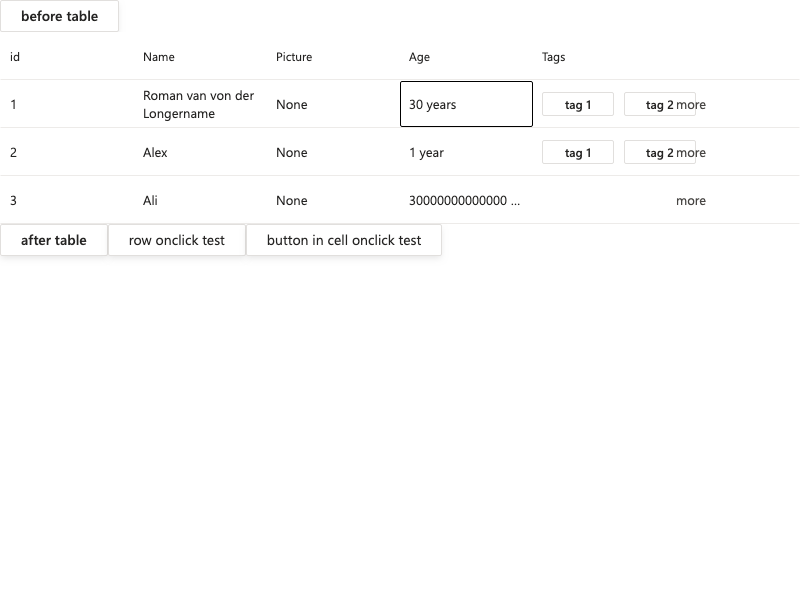 before table
id Name Picture Age Tags
1 Roman van von der Longername None 30 years tag 1 tag 2 more
2 Alex None 1 year tag 1 tag 2 more
3 Ali None 30000000000000 ... more
after table row onclick test button in cell onclick test